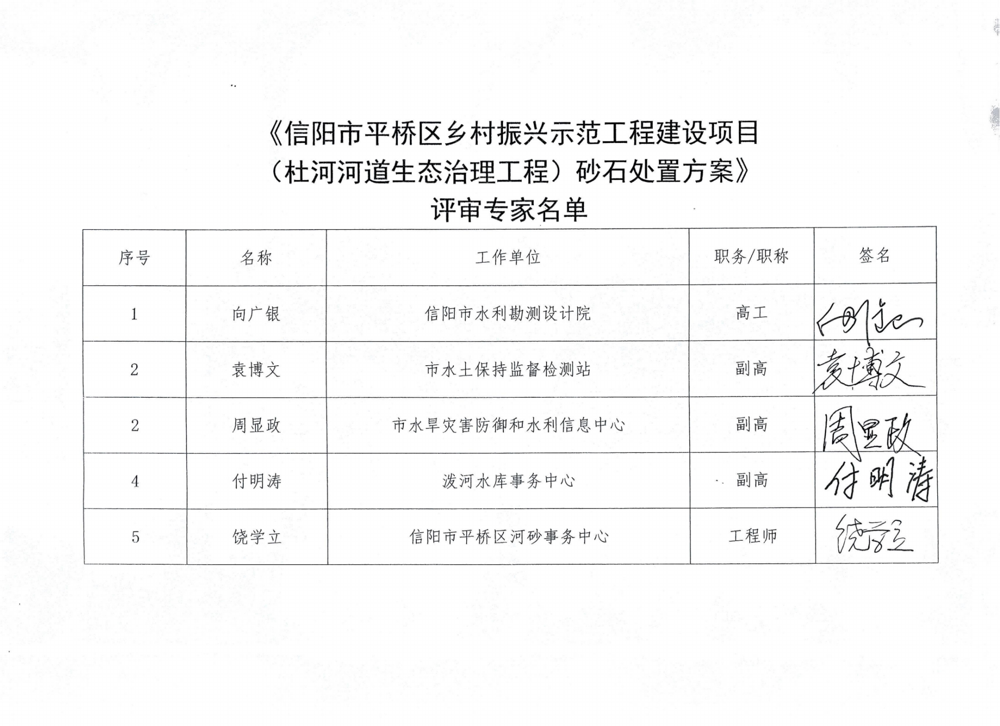 《信阳市平桥区乡村振兴示范工程建设项目
（杜河河道生态治理工程）砂石处置方案》
评审专家名单
序号 名称 工作单位 职务/职称 签名
1 向广银 信阳市水利勘测设计院 高工 向广银
2 袁博文 市水土保持监督检测站 副高 袁博文
2 周显政 市水旱灾害防御和水利信息中心 副高 周显政
4 付明涛 泼河水库事务中心 副高 付明涛
5 饶学立 信阳市平桥区河砂事务中心 工程师 饶学立